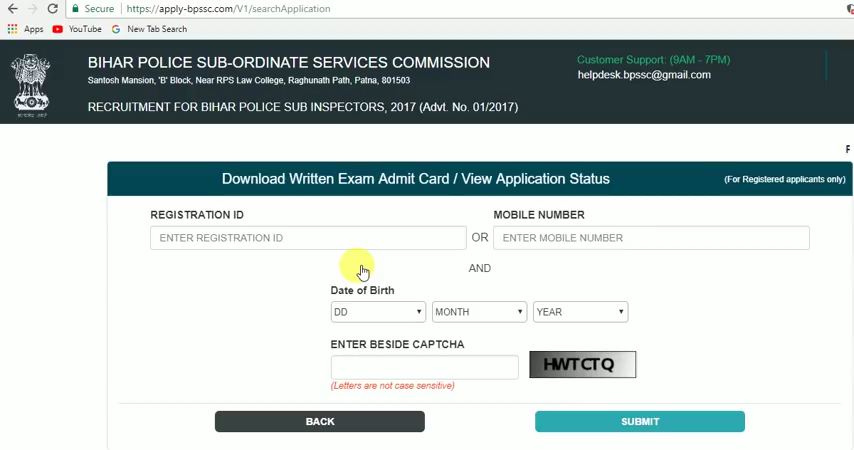 Secure https://apply-bpssc.com/V1/searchApplication
Apps YouTube New Tab Search
BIHAR POLICE SUB-ORDINATE SERVICES COMMISSION
Santosh Mansion, 'B' Block, Near RPS Law College, Raghunath Path, Patna, 801503
RECRUITMENT FOR BIHAR POLICE SUB INSPECTORS, 2017 (Advt. No. 01/2017)
Customer Support: (9AM - 7PM)
helpdesk.bpssc@gmail.com
Download Written Exam Admit Card / View Application Status (For Registered applicants only)
REGISTRATION ID MOBILE NUMBER
ENTER REGISTRATION ID OR ENTER MOBILE NUMBER
AND
Date of Birth
DD MONTH YEAR
ENTER BESIDE CAPTCHA
HWTCTQ
(Letters are not case sensitive)
BACK SUBMIT